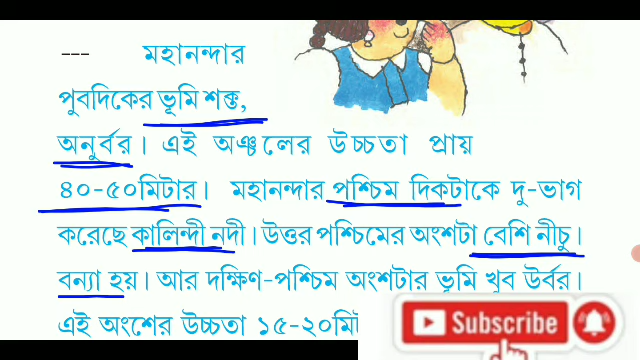 --- মহানন্দার
পুবদিকের ভূমি শক্ত,
অনুর্বর। এই অঞ্চলের উচ্চতা প্রায়
৪০-৫০মিটার। মহানন্দার পশ্চিম দিকটাকে দু-ভাগ
করেছে কালিন্দী নদী। উত্তর পশ্চিমের অংশটা বেশি নীচু।
বন্যা হয়। আর দক্ষিণ-পশ্চিম অংশটার ভূমি খুব উর্বর।
এই অংশের উচ্চতা ১৫-২০মি
Subscribe